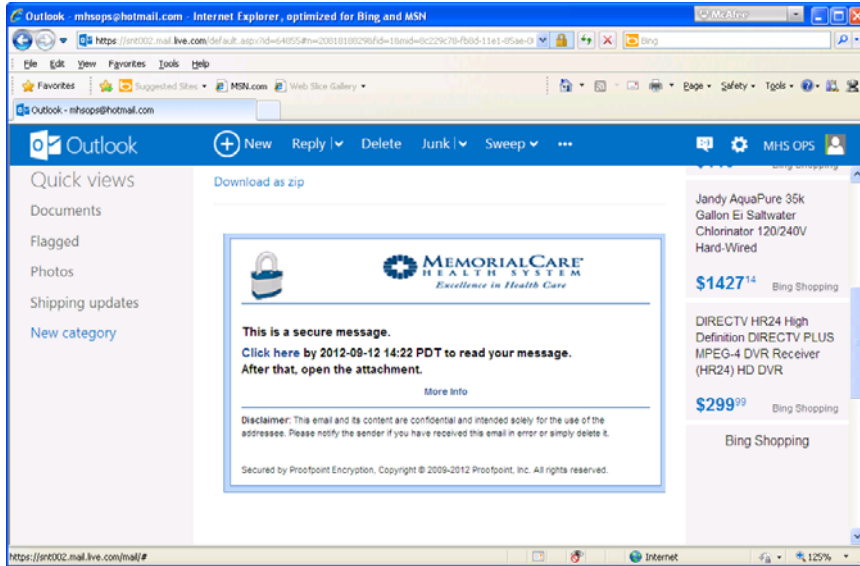 Outlook - mhsops@hotmail.com - Internet Explorer, optimized for Bing and MSN
McAfee
live.com
Bing
File Edit View Favorites Tools Help
Favorites Suggested Sites MSN.com Web Slice Gallery Page Safety Tools
Outlook - mhsops@hotmail.com
Outlook New Reply Delete Junk Sweep MHS OPS
Quick views
Documents
Flagged
Photos
Shipping updates
New category
Download as zip
MEMORIALCARE
HEALTH SYSTEM
Excellence in Health Care
This is a secure message.
Click here by 2012-09-12 14:22 PDT to read your message.
After that, open the attachment.
More Info
Disclaimer: This email and its content are confidential and intended solely for the use of the
addressee. Please notify the sender if you have received this email in error or simply delete it.
Secured by Proofpoint Encryption, Copyright © 2009-2012 Proofpoint, Inc. All rights reserved.
Bing Shopping
Jandy AquaPure 35k
Gallon Ei Saltwater
Chlorinator 120/240V
Hard-Wired
$142714 Bing Shopping
DIRECTV HR24 High
Definition DIRECTV PLUS
MPEG-4 DVR Receiver
(HR24) HD DVR
$29999 Bing Shopping
Bing Shopping
https://snt002.mail.live.com/mail/# Internet 125%